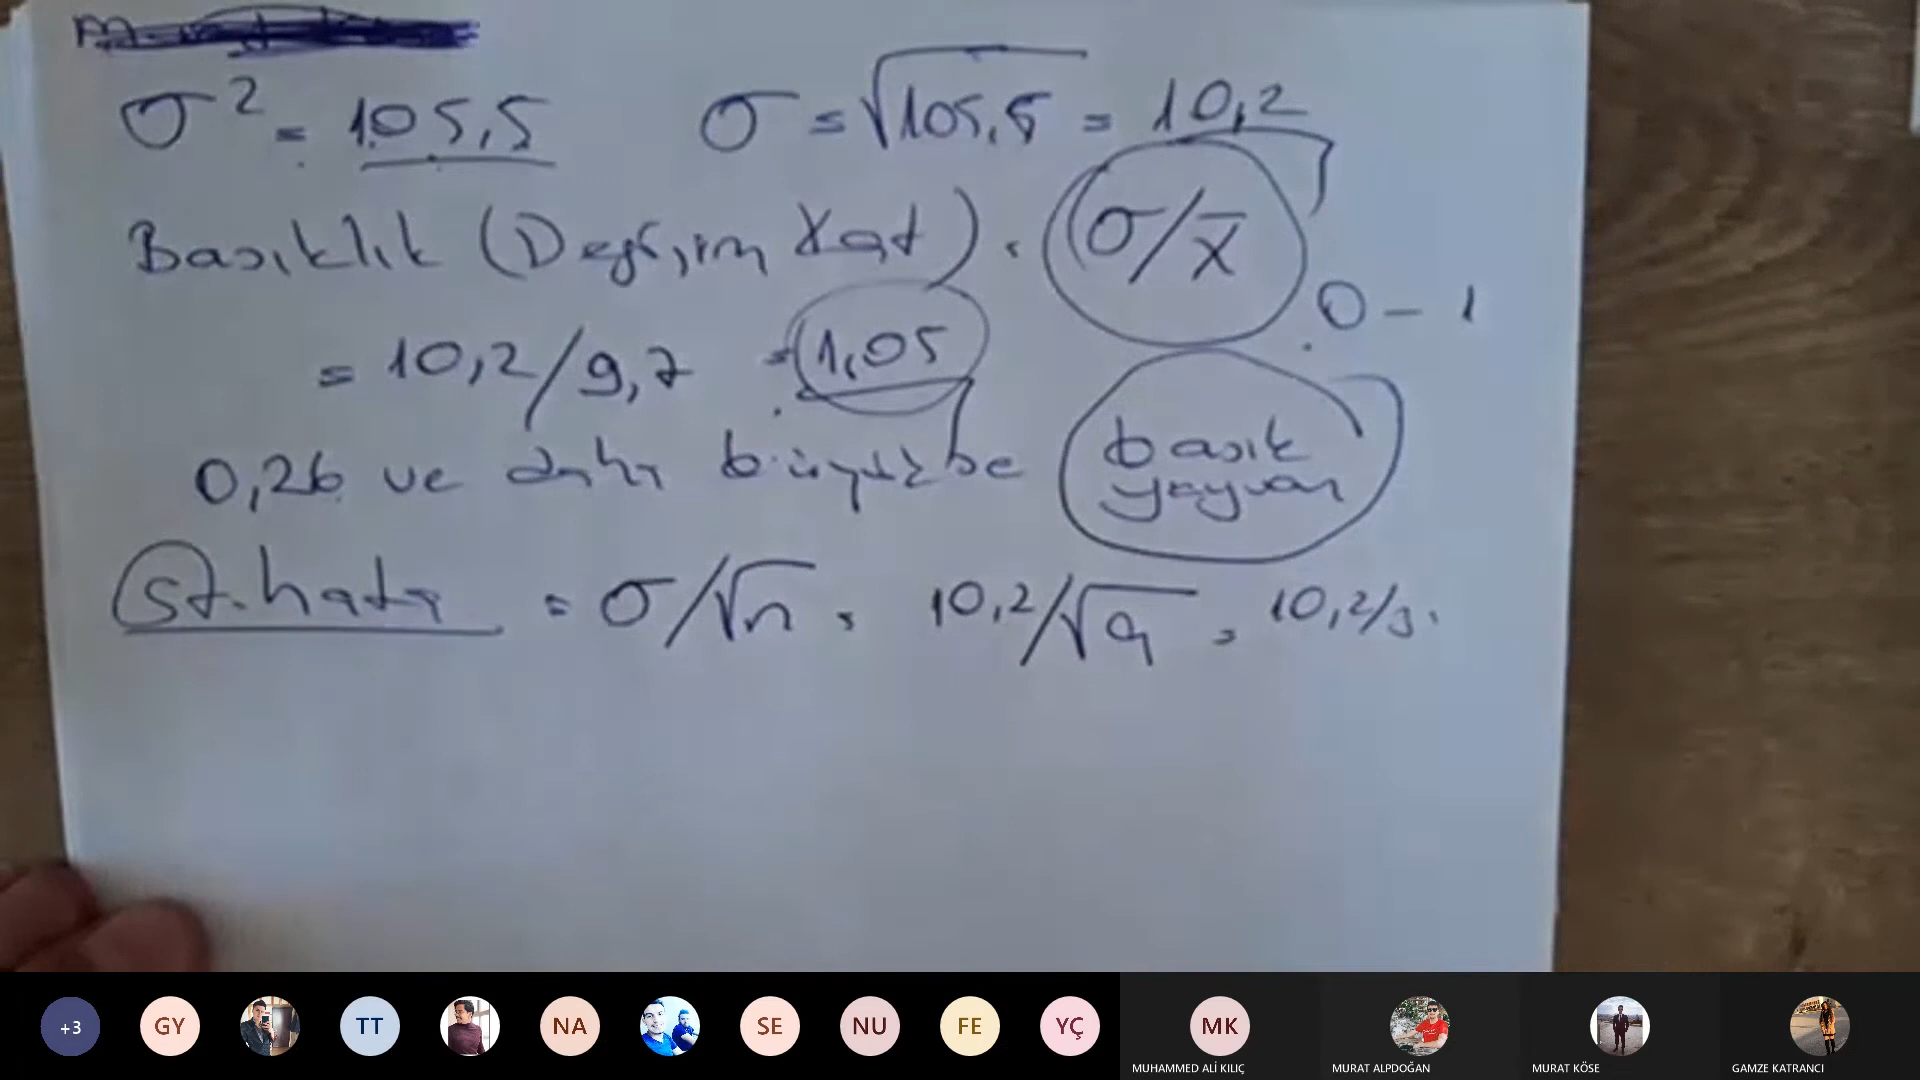 σ² = 105,5 σ = √105,5 = 10,2
Basıklık (Değişim Kat) = (σ/x̄)
0 - 1
= 10,2/9,7 = 1,05
0,26 ve daha büyükse basık
yayvan
St. hata = σ/√n = 10,2/√9 = 10,2/3
+3 GY TT NA SE NU FE YÇ MK
MUHAMMED ALİ KILIÇ MURAT ALPDOĞAN MURAT KÖSE GAMZE KATRANCI